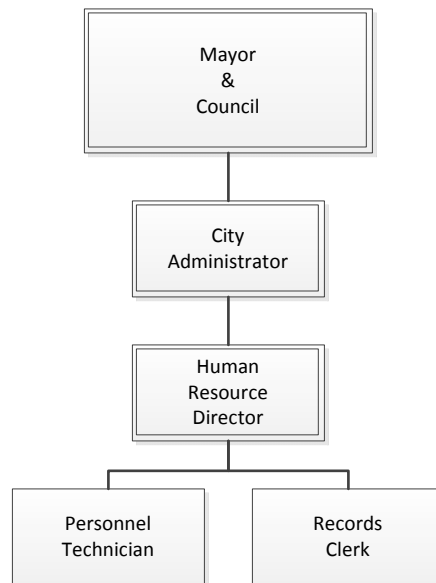 Mayor
&
Council
City
Administrator
Human
Resource
Director
Personnel
Technician
Records
Clerk